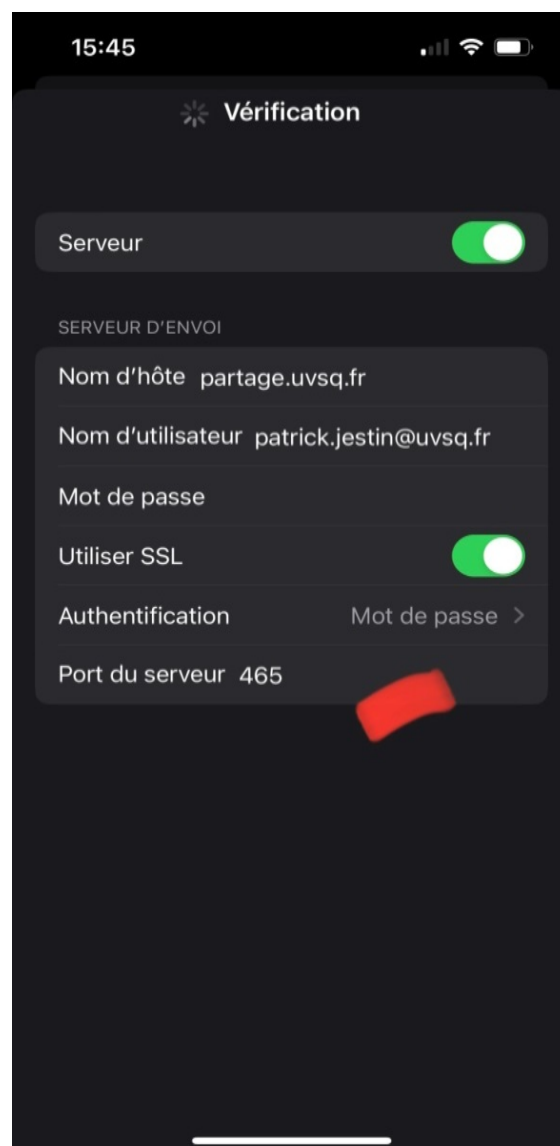 15:45
Vérification
Serveur
SERVEUR D'ENVOI
Nom d'hôte partage.uvsq.fr
Nom d'utilisateur patrick.jestin@uvsq.fr
Mot de passe
Utiliser SSL
Authentification Mot de passe >
Port du serveur 465